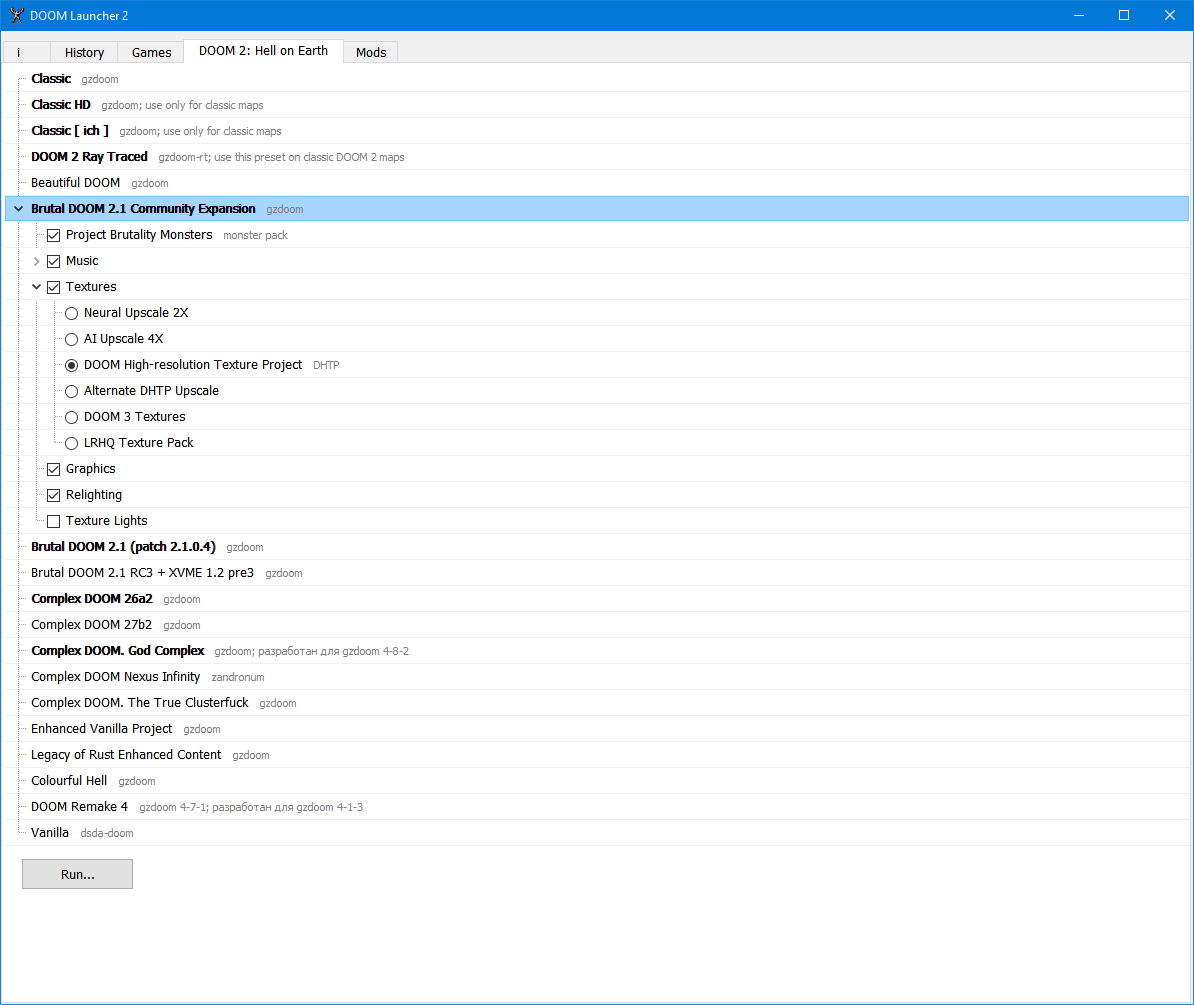 DOOM Launcher 2
i History Games DOOM 2: Hell on Earth Mods
Classic gzdoom
Classic HD gzdoom; use only for classic maps
Classic [ ich ] gzdoom; use only for classic maps
DOOM 2 Ray Traced gzdoom-rt; use this preset on classic DOOM 2 maps
Beautiful DOOM gzdoom
Brutal DOOM 2.1 Community Expansion gzdoom
Project Brutality Monsters monster pack
Music
Textures
Neural Upscale 2X
AI Upscale 4X
DOOM High-resolution Texture Project DHTP
Alternate DHTP Upscale
DOOM 3 Textures
LRHQ Texture Pack
Graphics
Relighting
Texture Lights
Brutal DOOM 2.1 (patch 2.1.0.4) gzdoom
Brutal DOOM 2.1 RC3 + XVME 1.2 pre3 gzdoom
Complex DOOM 26a2 gzdoom
Complex DOOM 27b2 gzdoom
Complex DOOM. God Complex gzdoom; разработан для gzdoom 4-8-2
Complex DOOM Nexus Infinity zandronum
Complex DOOM. The True Clusterfuck gzdoom
Enhanced Vanilla Project gzdoom
Legacy of Rust Enhanced Content gzdoom
Colourful Hell gzdoom
DOOM Remake 4 gzdoom 4-7-1; разработан для gzdoom 4-1-3
Vanilla dsda-doom
Run...